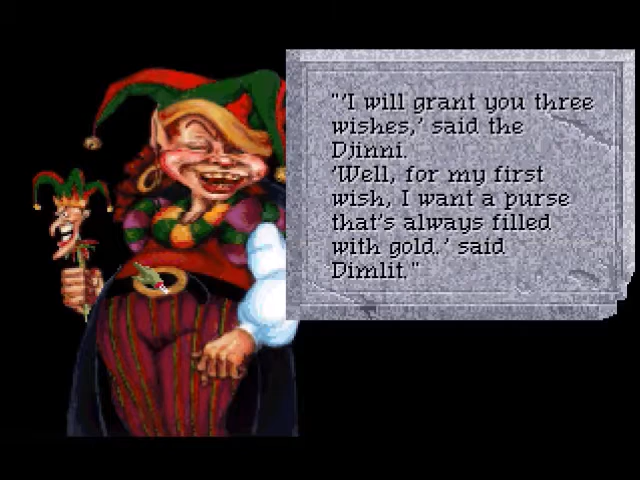 "'I will grant you three
wishes,' said the
Djinni.
'Well, for my first
wish, I want a purse
that's always filled
with gold.' said
Dimlit."